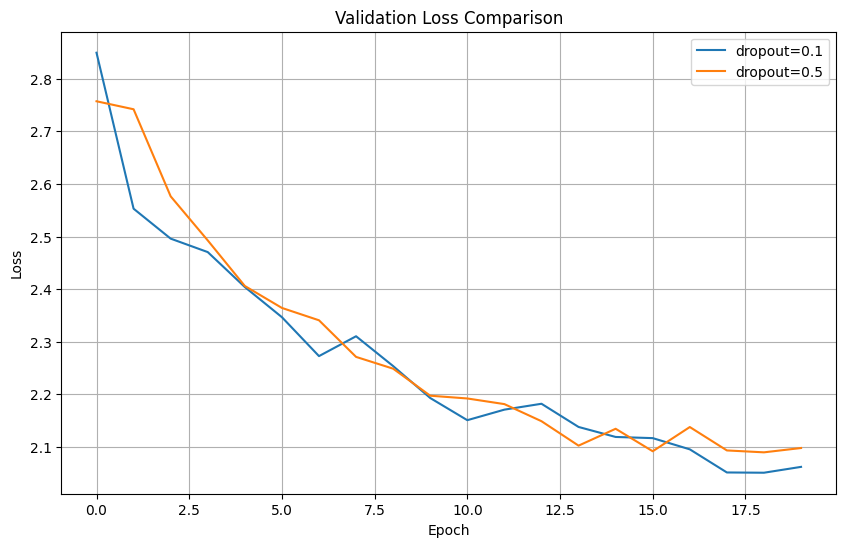 Validation Loss Comparison
dropout=0.1
dropout=0.5
2.8
2.7
2.6
2.5
2.4
2.3
2.2
2.1
Loss
0.0 2.5 5.0 7.5 10.0 12.5 15.0 17.5
Epoch